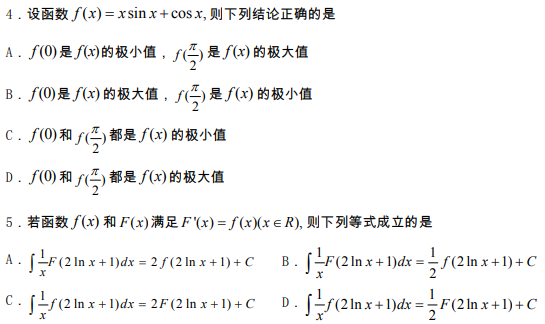 4．设函数 f(x) = x sin x + cos x, 则下列结论正确的是
A．f(0)是 f(x)的极小值，f(π/2) 是 f(x) 的极大值
B．f(0)是 f(x) 的极大值，f(π/2) 是 f(x) 的极小值
C．f(0)和 f(π/2) 都是 f(x) 的极小值
D．f(0)和 f(π/2) 都是 f(x)的极大值
5．若函数 f(x) 和 F(x) 满足 F'(x) = f(x)(x∈R), 则下列等式成立的是
A．∫ 1/x F(2 ln x + 1)dx = 2 f(2 ln x + 1) + C B．∫ 1/x F(2 ln x + 1)dx = 1/2 f(2 ln x + 1) + C
C．∫ 1/x f(2 ln x + 1)dx = 2F(2 ln x + 1) + C D．∫ 1/x f(2 ln x + 1)dx = 1/2 F(2 ln x + 1) + C